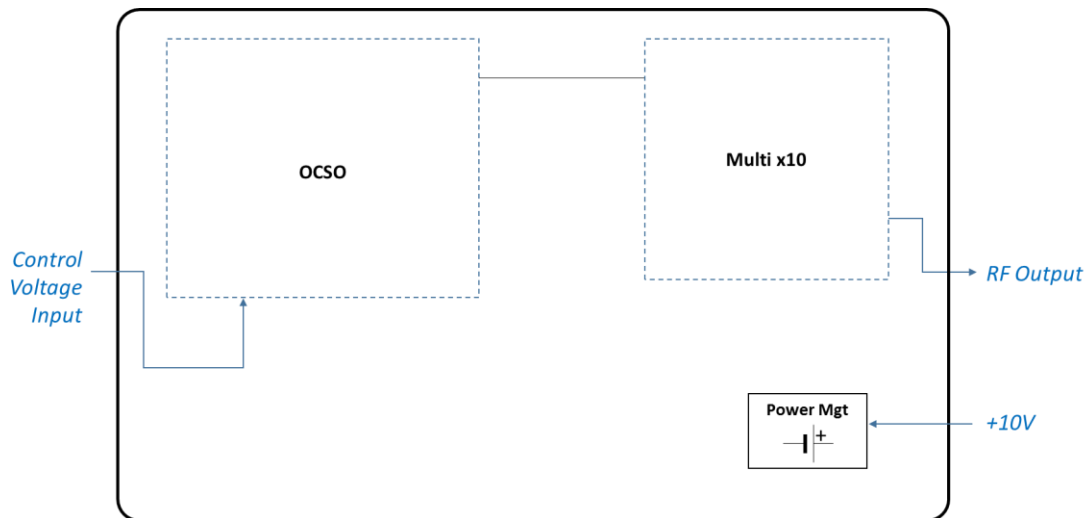 OCSO
Multi x10
Control
Voltage
Input
RF Output
Power Mgt
+
+10V